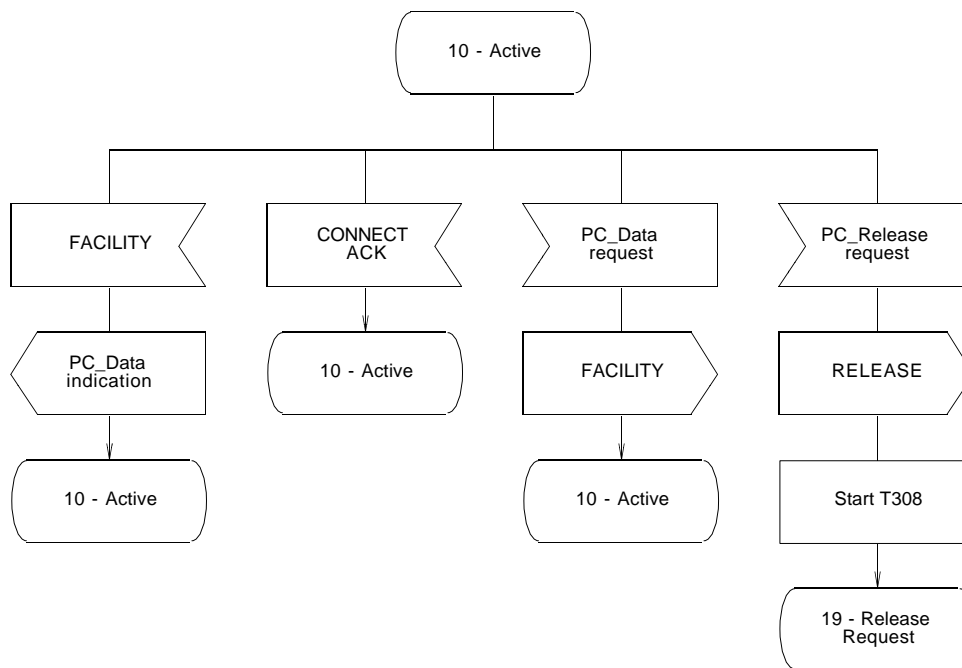 10 - Active
FACILITY
CONNECT
ACK
PC_Data
request
PC_Release
request
PC_Data
indication
10 - Active
FACILITY
RELEASE
10 - Active
10 - Active
Start T308
19 - Release
Request